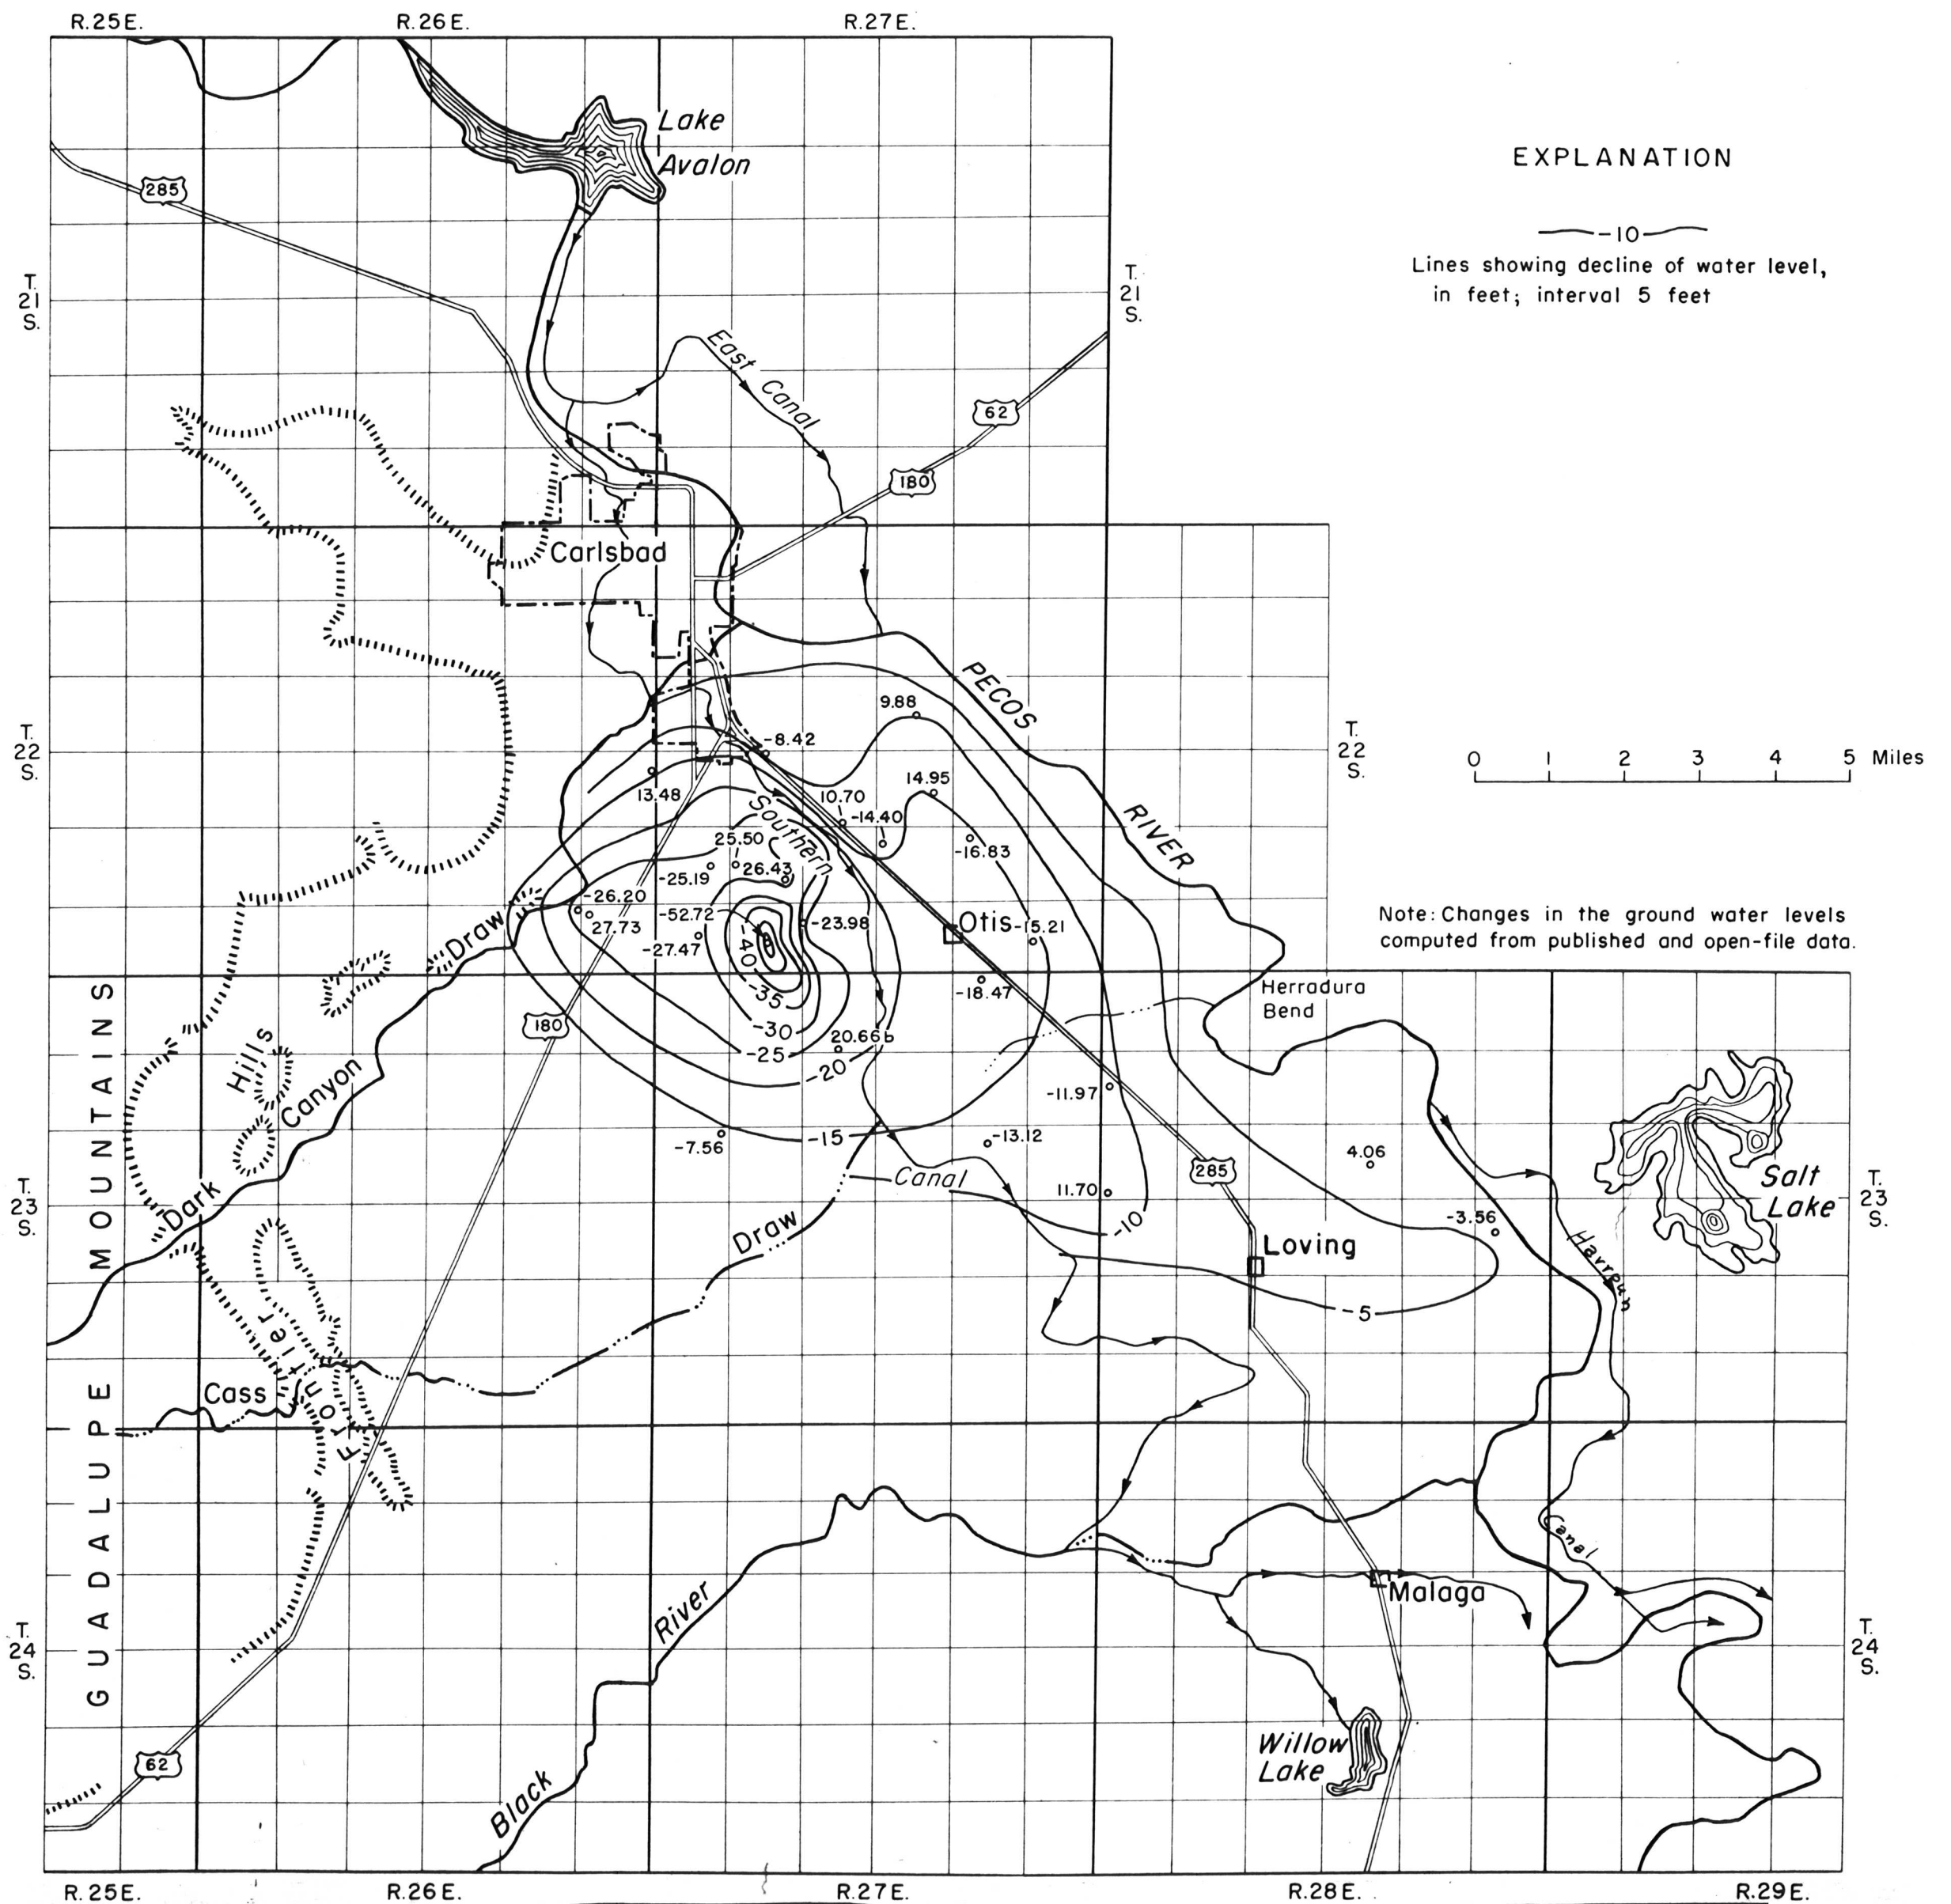 R.25E.
R.26E.
R.27E.
Lake
Avalon
EXPLANATION
-10
Lines showing decline of water level,
in feet; interval 5 feet
285
T.
21
S.
T.
21
S.
East Canal
62
180
Carlsbad
PECOS
RIVER
9.88
-8.42
T.
22
S.
T.
22
S.
0 1 2 3 4 5 Miles
13.48
14.95
10.70
-14.40
Southern
25.50
-16.83
-25.19
26.43
-26.20
-52.72
27.73
-23.98
-27.47
Otis
-15.21
Note: Changes in the ground water levels
computed from published and open-file data.
Draw
-40
-35
-18.47
Herradura
Bend
180
-30
20.66b
-25
-20
Hills
Canyon
-11.97
-15
-13.12
-7.56
4.06
285
Canal
11.70
Salt
Lake
T.
23
S.
T.
23
S.
Dark
-10
-3.56
Draw
Loving
Harroun
-5
GUADALUPE MOUNTAINS
Frontier
Cass
Canal
Malaga
River
T.
24
S.
T.
24
S.
Willow
Lake
62
Black
R.25E.
R.26E.
R.27E.
R.28E.
R.29E.